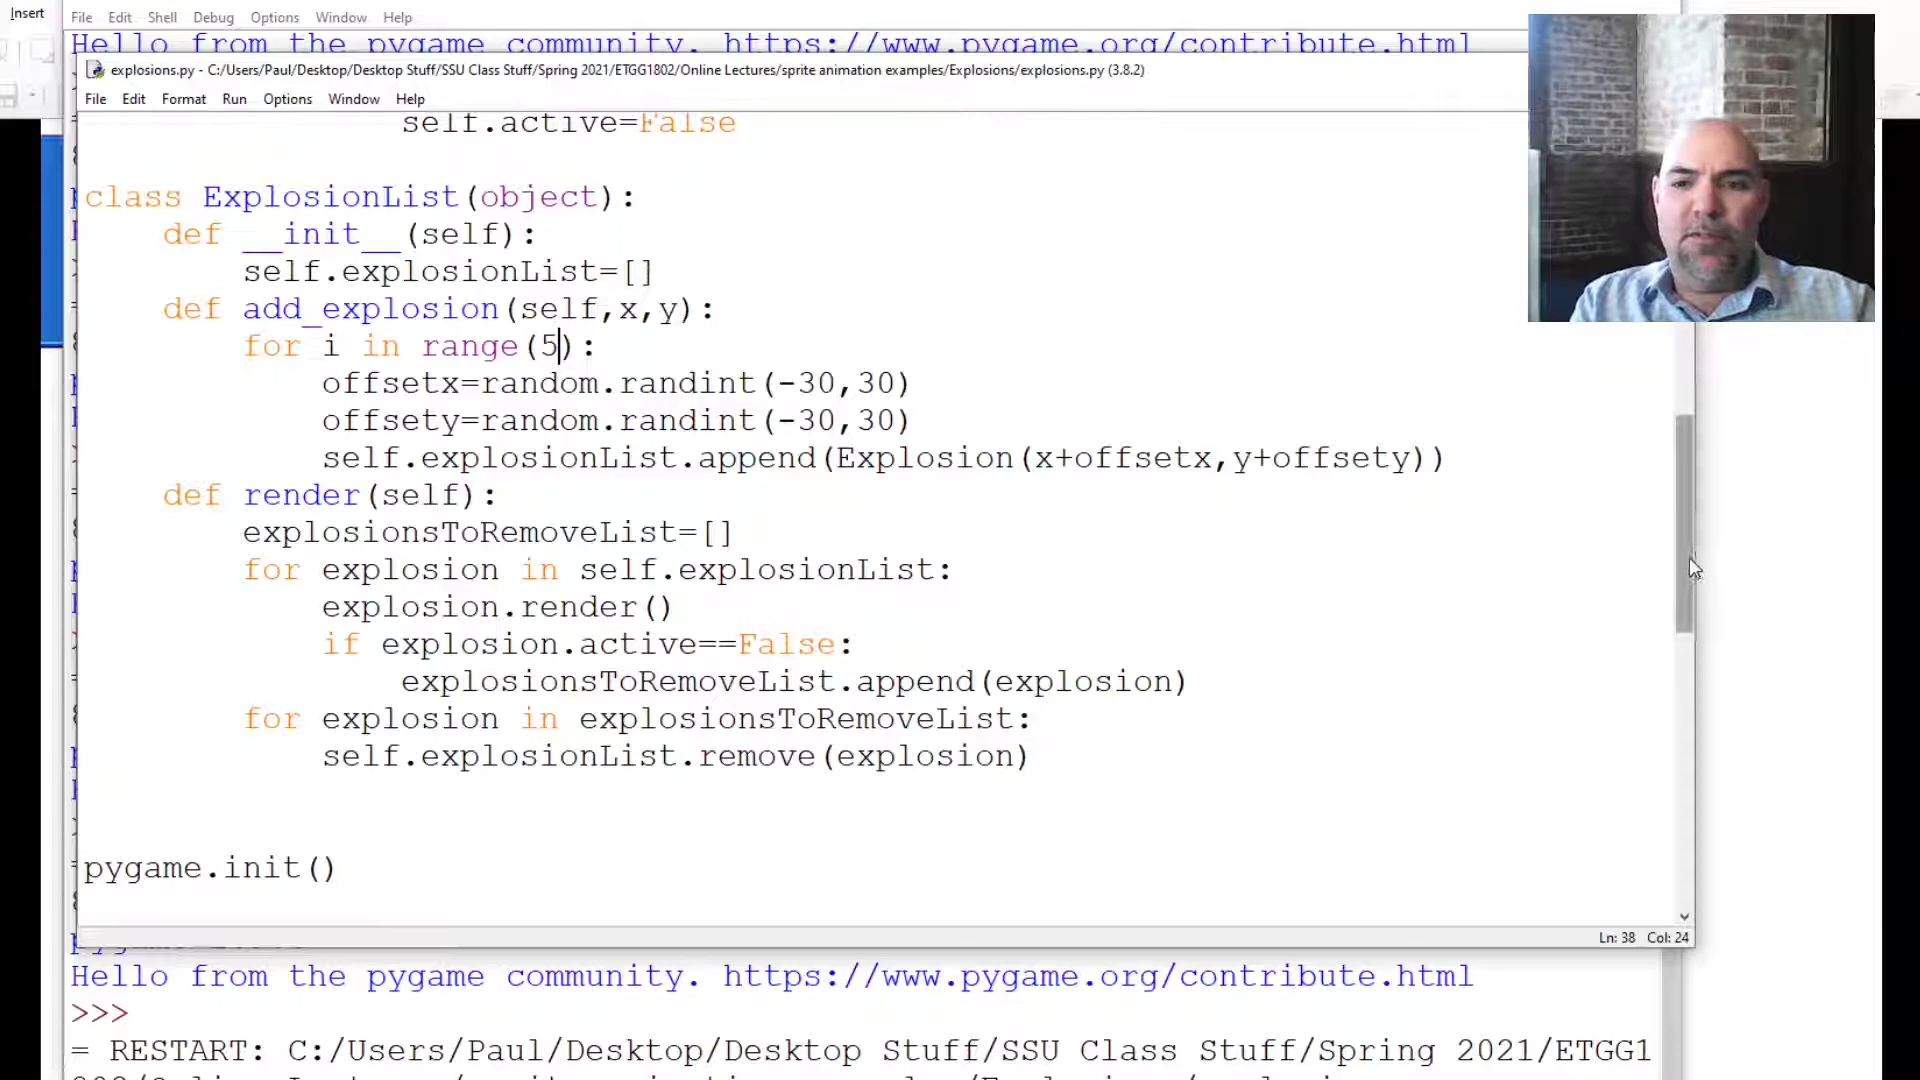 Insert
File Edit Shell Debug Options Window Help
Hello from the pygame community. https://www.pygame.org/contribute.html
explosions.py - C:/Users/Paul/Desktop/Desktop Stuff/SSU Class Stuff/Spring 2021/ETGG1802/Online Lectures/sprite animation examples/Explosions/explosions.py (3.8.2)
File Edit Format Run Options Window Help
self.active=False
class ExplosionList(object):
def __init__(self):
self.explosionList=[]
def add_explosion(self,x,y):
for i in range(5):
offsetx=random.randint(-30,30)
offsety=random.randint(-30,30)
self.explosionList.append(Explosion(x+offsetx,y+offsety))
def render(self):
explosionsToRemoveList=[]
for explosion in self.explosionList:
explosion.render()
if explosion.active==False:
explosionsToRemoveList.append(explosion)
for explosion in explosionsToRemoveList:
self.explosionList.remove(explosion)
pygame.init()
Ln: 38 Col: 24
Hello from the pygame community. https://www.pygame.org/contribute.html
>>>
= RESTART: C:/Users/Paul/Desktop/Desktop Stuff/SSU Class Stuff/Spring 2021/ETGG1